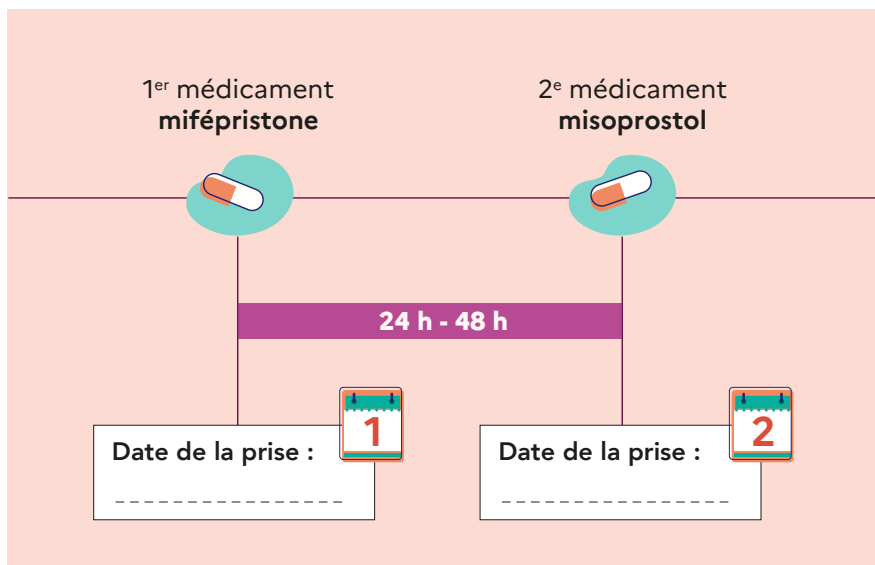 1er médicament
mifépristone
2e médicament
misoprostol
24 h - 48 h
1
Date de la prise :
_ _ _ _ _ _ _ _ _ _ _ _ _ _ _ _
2
Date de la prise :
_ _ _ _ _ _ _ _ _ _ _ _ _ _ _ _